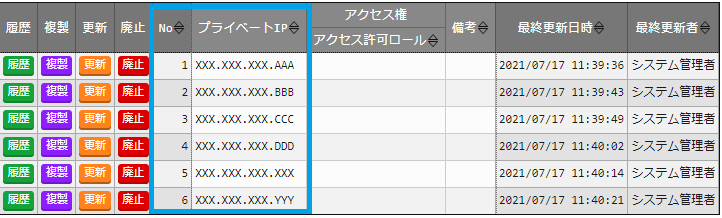 アクセス権
履歴 複製 更新 廃止 No プライベートIP アクセス許可ロール 備考 最終更新日時 最終更新者
履歴 複製 更新 廃止 1 XXX.XXX.XXX.AAA 2021/07/17 11:39:36 システム管理者
履歴 複製 更新 廃止 2 XXX.XXX.XXX.BBB 2021/07/17 11:39:43 システム管理者
履歴 複製 更新 廃止 3 XXX.XXX.XXX.CCC 2021/07/17 11:39:49 システム管理者
履歴 複製 更新 廃止 4 XXX.XXX.XXX.DDD 2021/07/17 11:40:02 システム管理者
履歴 複製 更新 廃止 5 XXX.XXX.XXX.XXX 2021/07/17 11:40:14 システム管理者
履歴 複製 更新 廃止 6 XXX.XXX.XXX.YYY 2021/07/17 11:40:21 システム管理者